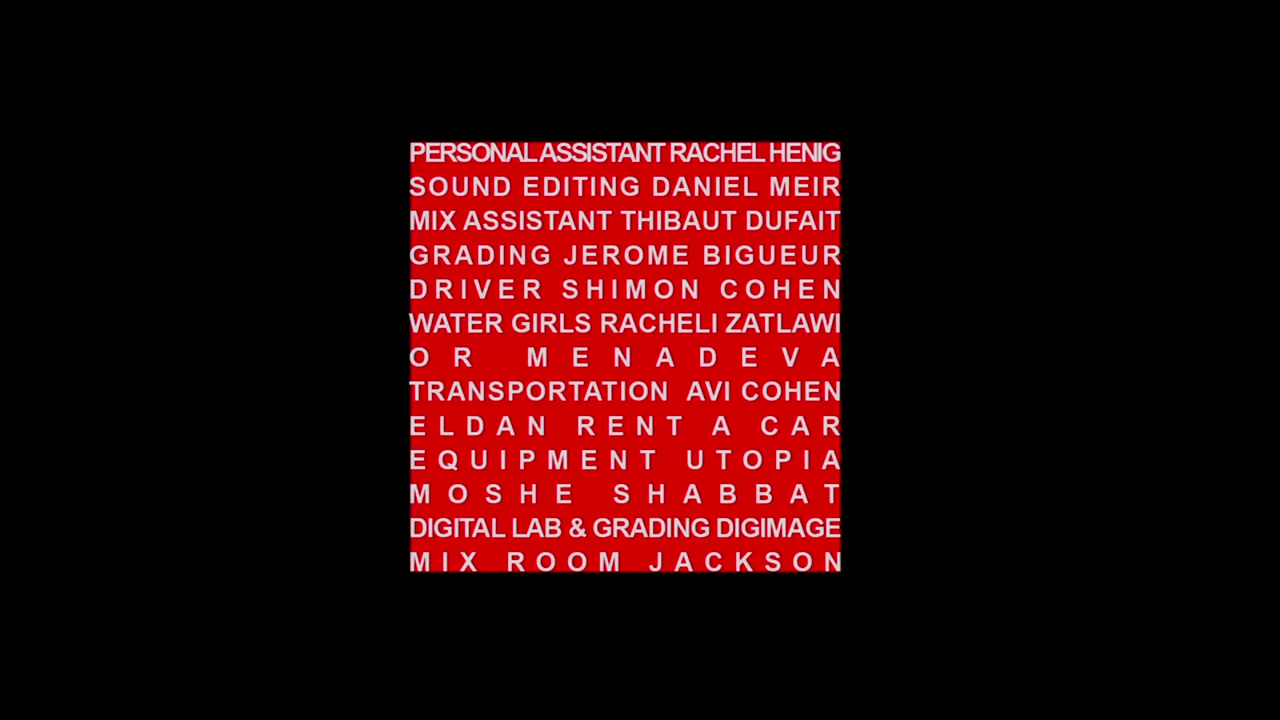 PERSONAL ASSISTANT RACHEL HENIG
SOUND EDITING DANIEL MEIR
MIX ASSISTANT THIBAUT DUFAIT
GRADING JEROME BIGUEUR
DRIVER SHIMON COHEN
WATER GIRLS RACHELI ZATLAWI
OR MENADEVA
TRANSPORTATION AVI COHEN
ELDAN RENT A CAR
EQUIPMENT UTOPIA
MOSHE SHABBAT
DIGITAL LAB & GRADING DIGIMAGE
MIX ROOM JACKSON